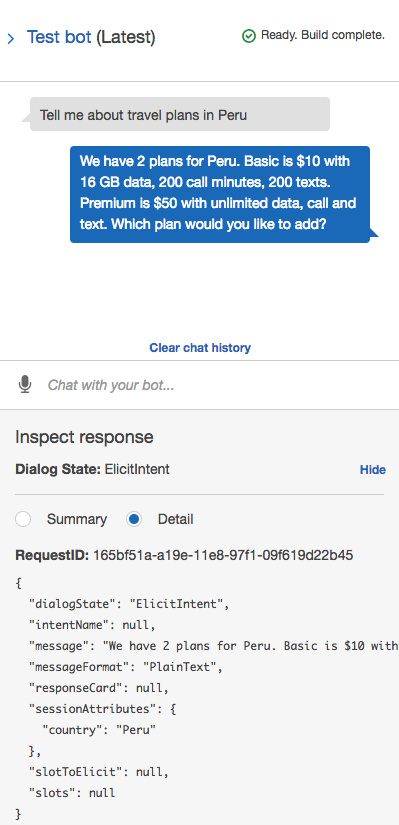 Test bot (Latest)
Ready. Build complete.
Tell me about travel plans in Peru
We have 2 plans for Peru. Basic is $10 with
16 GB data, 200 call minutes, 200 texts.
Premium is $50 with unlimited data, call and
text. Which plan would you like to add?
Clear chat history
Chat with your bot...
Inspect response
Dialog State: ElicitIntent
Hide
Summary
Detail
RequestID: 165bf51a-a19e-11e8-97f1-09f619d22b45
{
"dialogState": "ElicitIntent",
"intentName": null,
"message": "We have 2 plans for Peru. Basic is $10 with
"messageFormat": "PlainText",
"responseCard": null,
"sessionAttributes": {
"country": "Peru"
},
"slotToElicit": null,
"slots": null
}